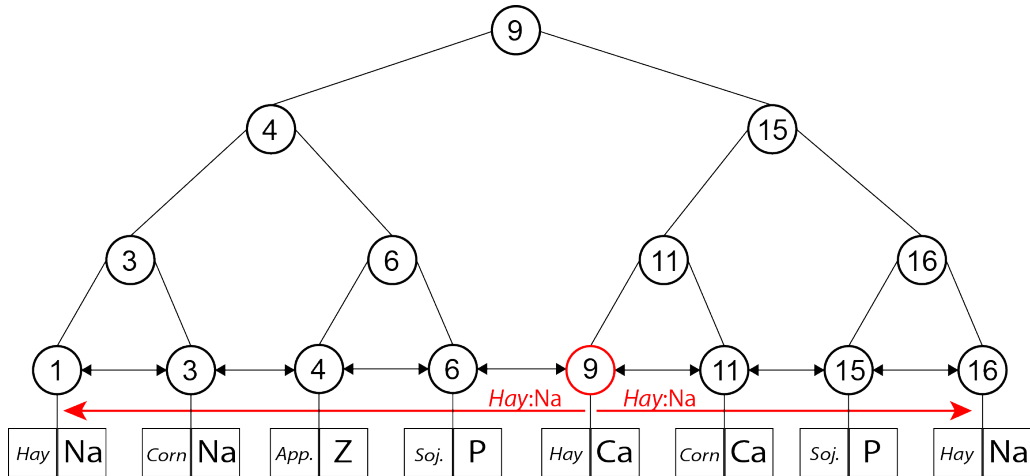 9
4 15
3 6 11 16
1 3 4 6 9 11 15 16
Hay:Na Hay:Na
Hay Na Corn Na App. Z Soj. P Hay Ca Corn Ca Soj. P Hay Na